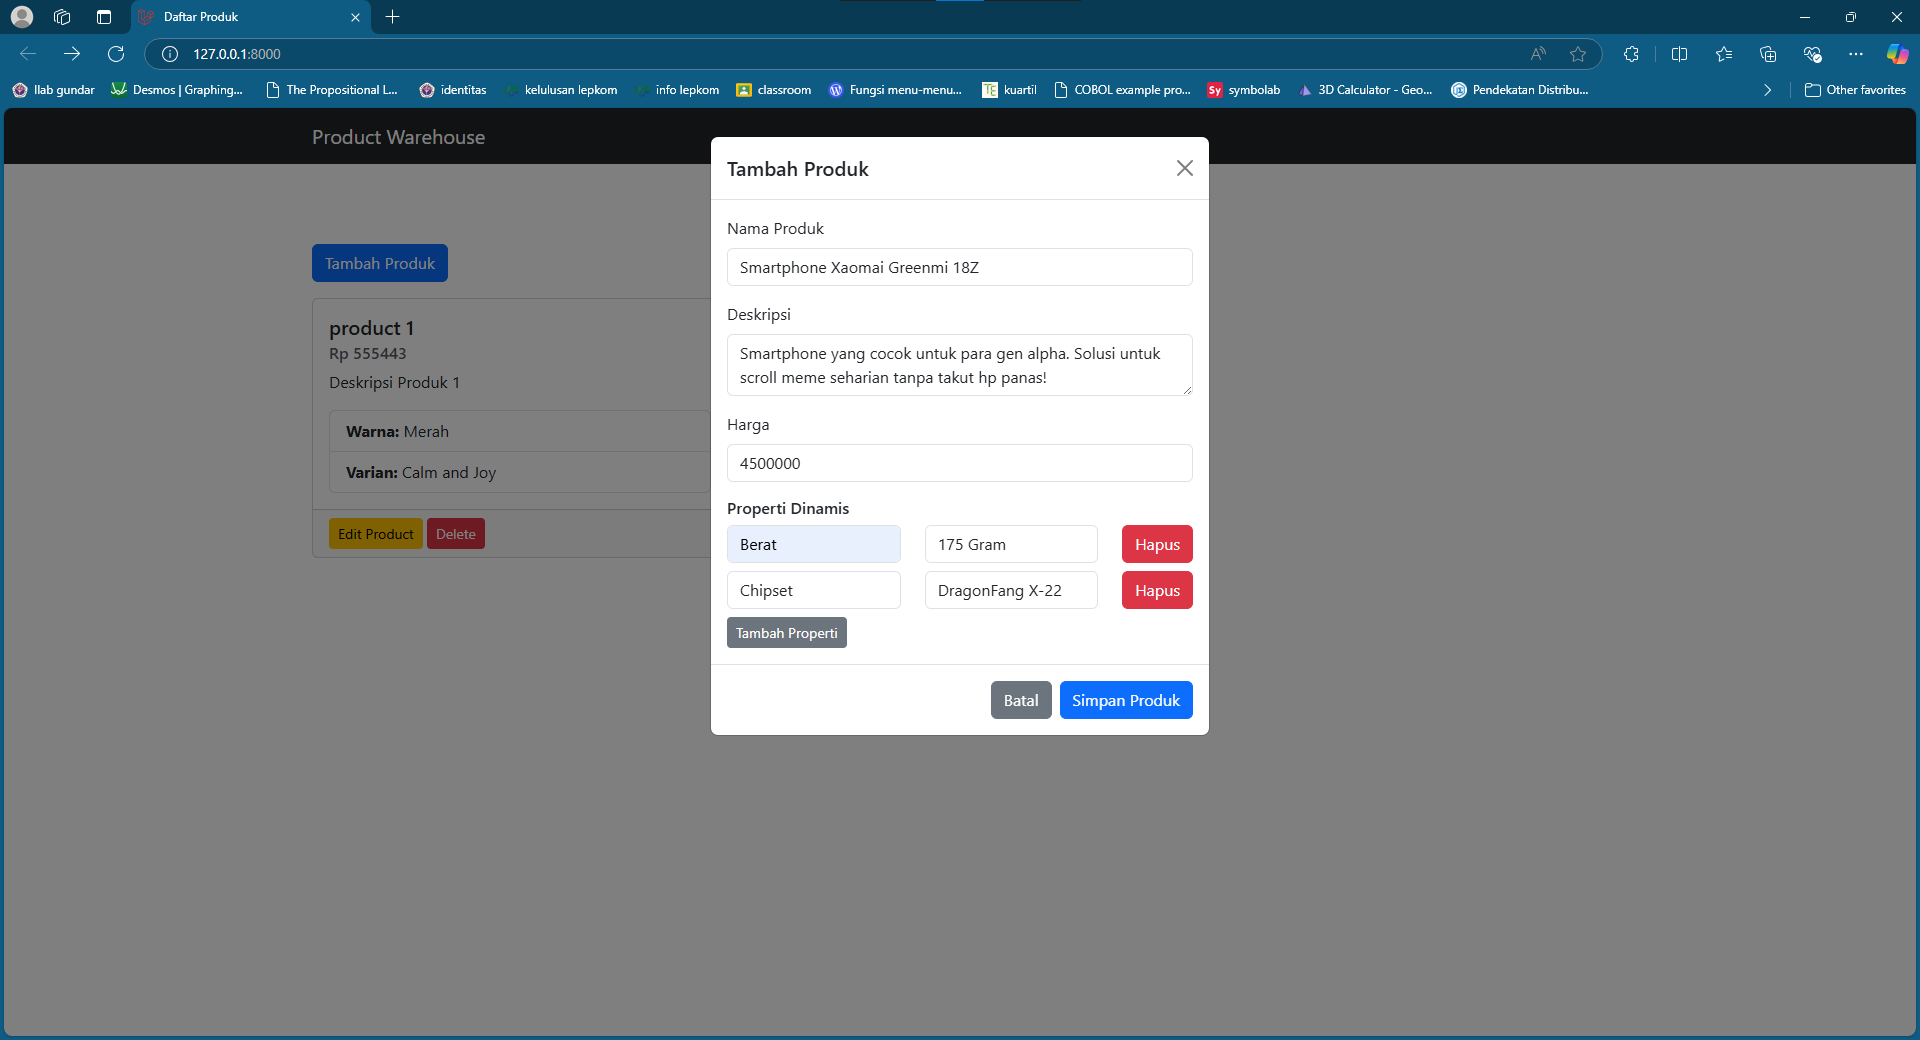 Daftar Produk
127.0.0.1:8000
llab gundar
Desmos | Graphing...
The Propositional L...
identitas
kelulusan lepkom
info lepkom
classroom
Fungsi menu-menu...
TE kuartil
COBOL example pro...
Sy symbolab
3D Calculator - Geo...
Pendekatan Distribu...
Other favorites
Product Warehouse
Tambah Produk
product 1
Rp 555443
Deskripsi Produk 1
Warna: Merah
Varian: Calm and Joy
Edit Product
Delete
Tambah Produk
Nama Produk
Smartphone Xaomai Greenmi 18Z
Deskripsi
Smartphone yang cocok untuk para gen alpha. Solusi untuk
scroll meme seharian tanpa takut hp panas!
Harga
4500000
Properti Dinamis
Berat
175 Gram
Hapus
Chipset
DragonFang X-22
Hapus
Tambah Properti
Batal
Simpan Produk